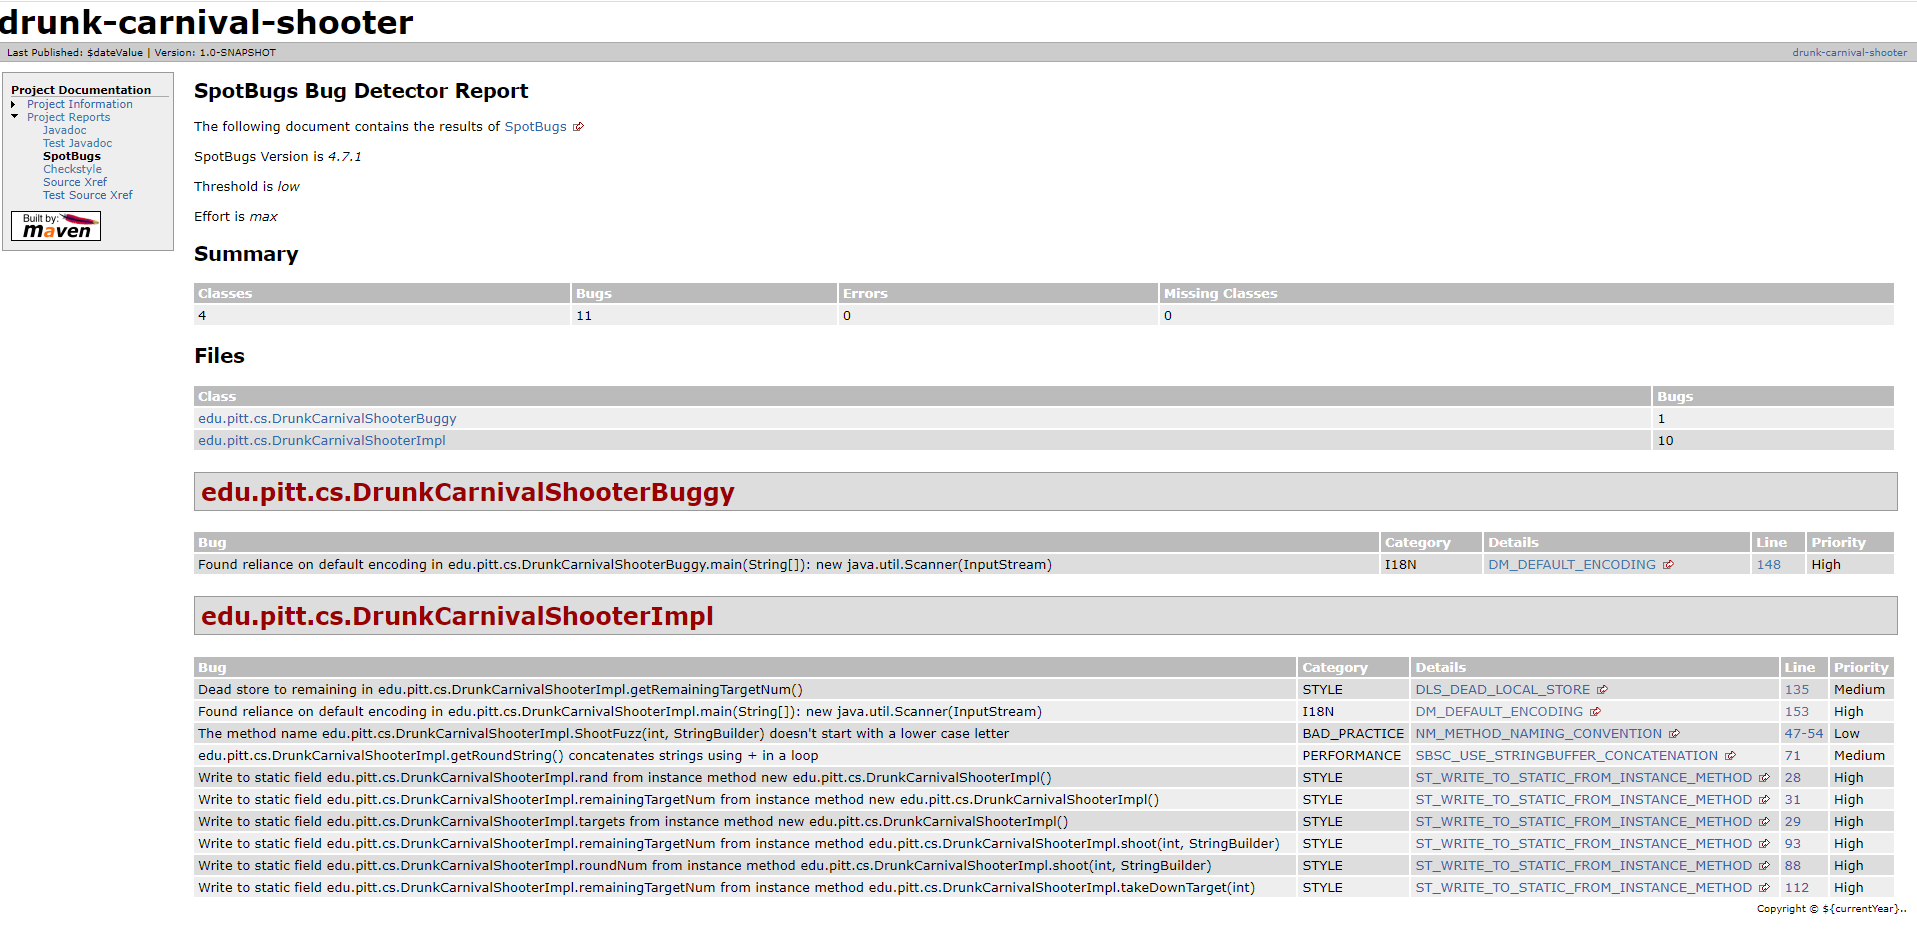 drunk-carnival-shooter
Last Published: $dateValue | Version: 1.0-SNAPSHOT
drunk-carnival-shooter
Project Documentation
Project Information
Project Reports
Javadoc
Test Javadoc
SpotBugs
Checkstyle
Source Xref
Test Source Xref
Built by:
maven
SpotBugs Bug Detector Report
The following document contains the results of SpotBugs
SpotBugs Version is 4.7.1
Threshold is low
Effort is max
Summary
Classes Bugs Errors Missing Classes
4 11 0 0
Files
Class Bugs
edu.pitt.cs.DrunkCarnivalShooterBuggy 1
edu.pitt.cs.DrunkCarnivalShooterImpl 10
edu.pitt.cs.DrunkCarnivalShooterBuggy
Bug Category Details Line Priority
Found reliance on default encoding in edu.pitt.cs.DrunkCarnivalShooterBuggy.main(String[]): new java.util.Scanner(InputStream) I18N DM_DEFAULT_ENCODING 148 High
edu.pitt.cs.DrunkCarnivalShooterImpl
Bug Category Details Line Priority
Dead store to remaining in edu.pitt.cs.DrunkCarnivalShooterImpl.getRemainingTargetNum() STYLE DLS_DEAD_LOCAL_STORE 135 Medium
Found reliance on default encoding in edu.pitt.cs.DrunkCarnivalShooterImpl.main(String[]): new java.util.Scanner(InputStream) I18N DM_DEFAULT_ENCODING 153 High
The method name edu.pitt.cs.DrunkCarnivalShooterImpl.ShootFuzz(int, StringBuilder) doesn't start with a lower case letter BAD_PRACTICE NM_METHOD_NAMING_CONVENTION 47-54 Low
edu.pitt.cs.DrunkCarnivalShooterImpl.getRoundString() concatenates strings using + in a loop PERFORMANCE SBSC_USE_STRINGBUFFER_CONCATENATION 71 Medium
Write to static field edu.pitt.cs.DrunkCarnivalShooterImpl.rand from instance method new edu.pitt.cs.DrunkCarnivalShooterImpl() STYLE ST_WRITE_TO_STATIC_FROM_INSTANCE_METHOD 28 High
Write to static field edu.pitt.cs.DrunkCarnivalShooterImpl.remainingTargetNum from instance method new edu.pitt.cs.DrunkCarnivalShooterImpl() STYLE ST_WRITE_TO_STATIC_FROM_INSTANCE_METHOD 31 High
Write to static field edu.pitt.cs.DrunkCarnivalShooterImpl.targets from instance method new edu.pitt.cs.DrunkCarnivalShooterImpl() STYLE ST_WRITE_TO_STATIC_FROM_INSTANCE_METHOD 29 High
Write to static field edu.pitt.cs.DrunkCarnivalShooterImpl.remainingTargetNum from instance method edu.pitt.cs.DrunkCarnivalShooterImpl.shoot(int, StringBuilder) STYLE ST_WRITE_TO_STATIC_FROM_INSTANCE_METHOD 93 High
Write to static field edu.pitt.cs.DrunkCarnivalShooterImpl.roundNum from instance method edu.pitt.cs.DrunkCarnivalShooterImpl.shoot(int, StringBuilder) STYLE ST_WRITE_TO_STATIC_FROM_INSTANCE_METHOD 88 High
Write to static field edu.pitt.cs.DrunkCarnivalShooterImpl.remainingTargetNum from instance method edu.pitt.cs.DrunkCarnivalShooterImpl.takeDownTarget(int) STYLE ST_WRITE_TO_STATIC_FROM_INSTANCE_METHOD 112 High
Copyright © ${currentYear}..